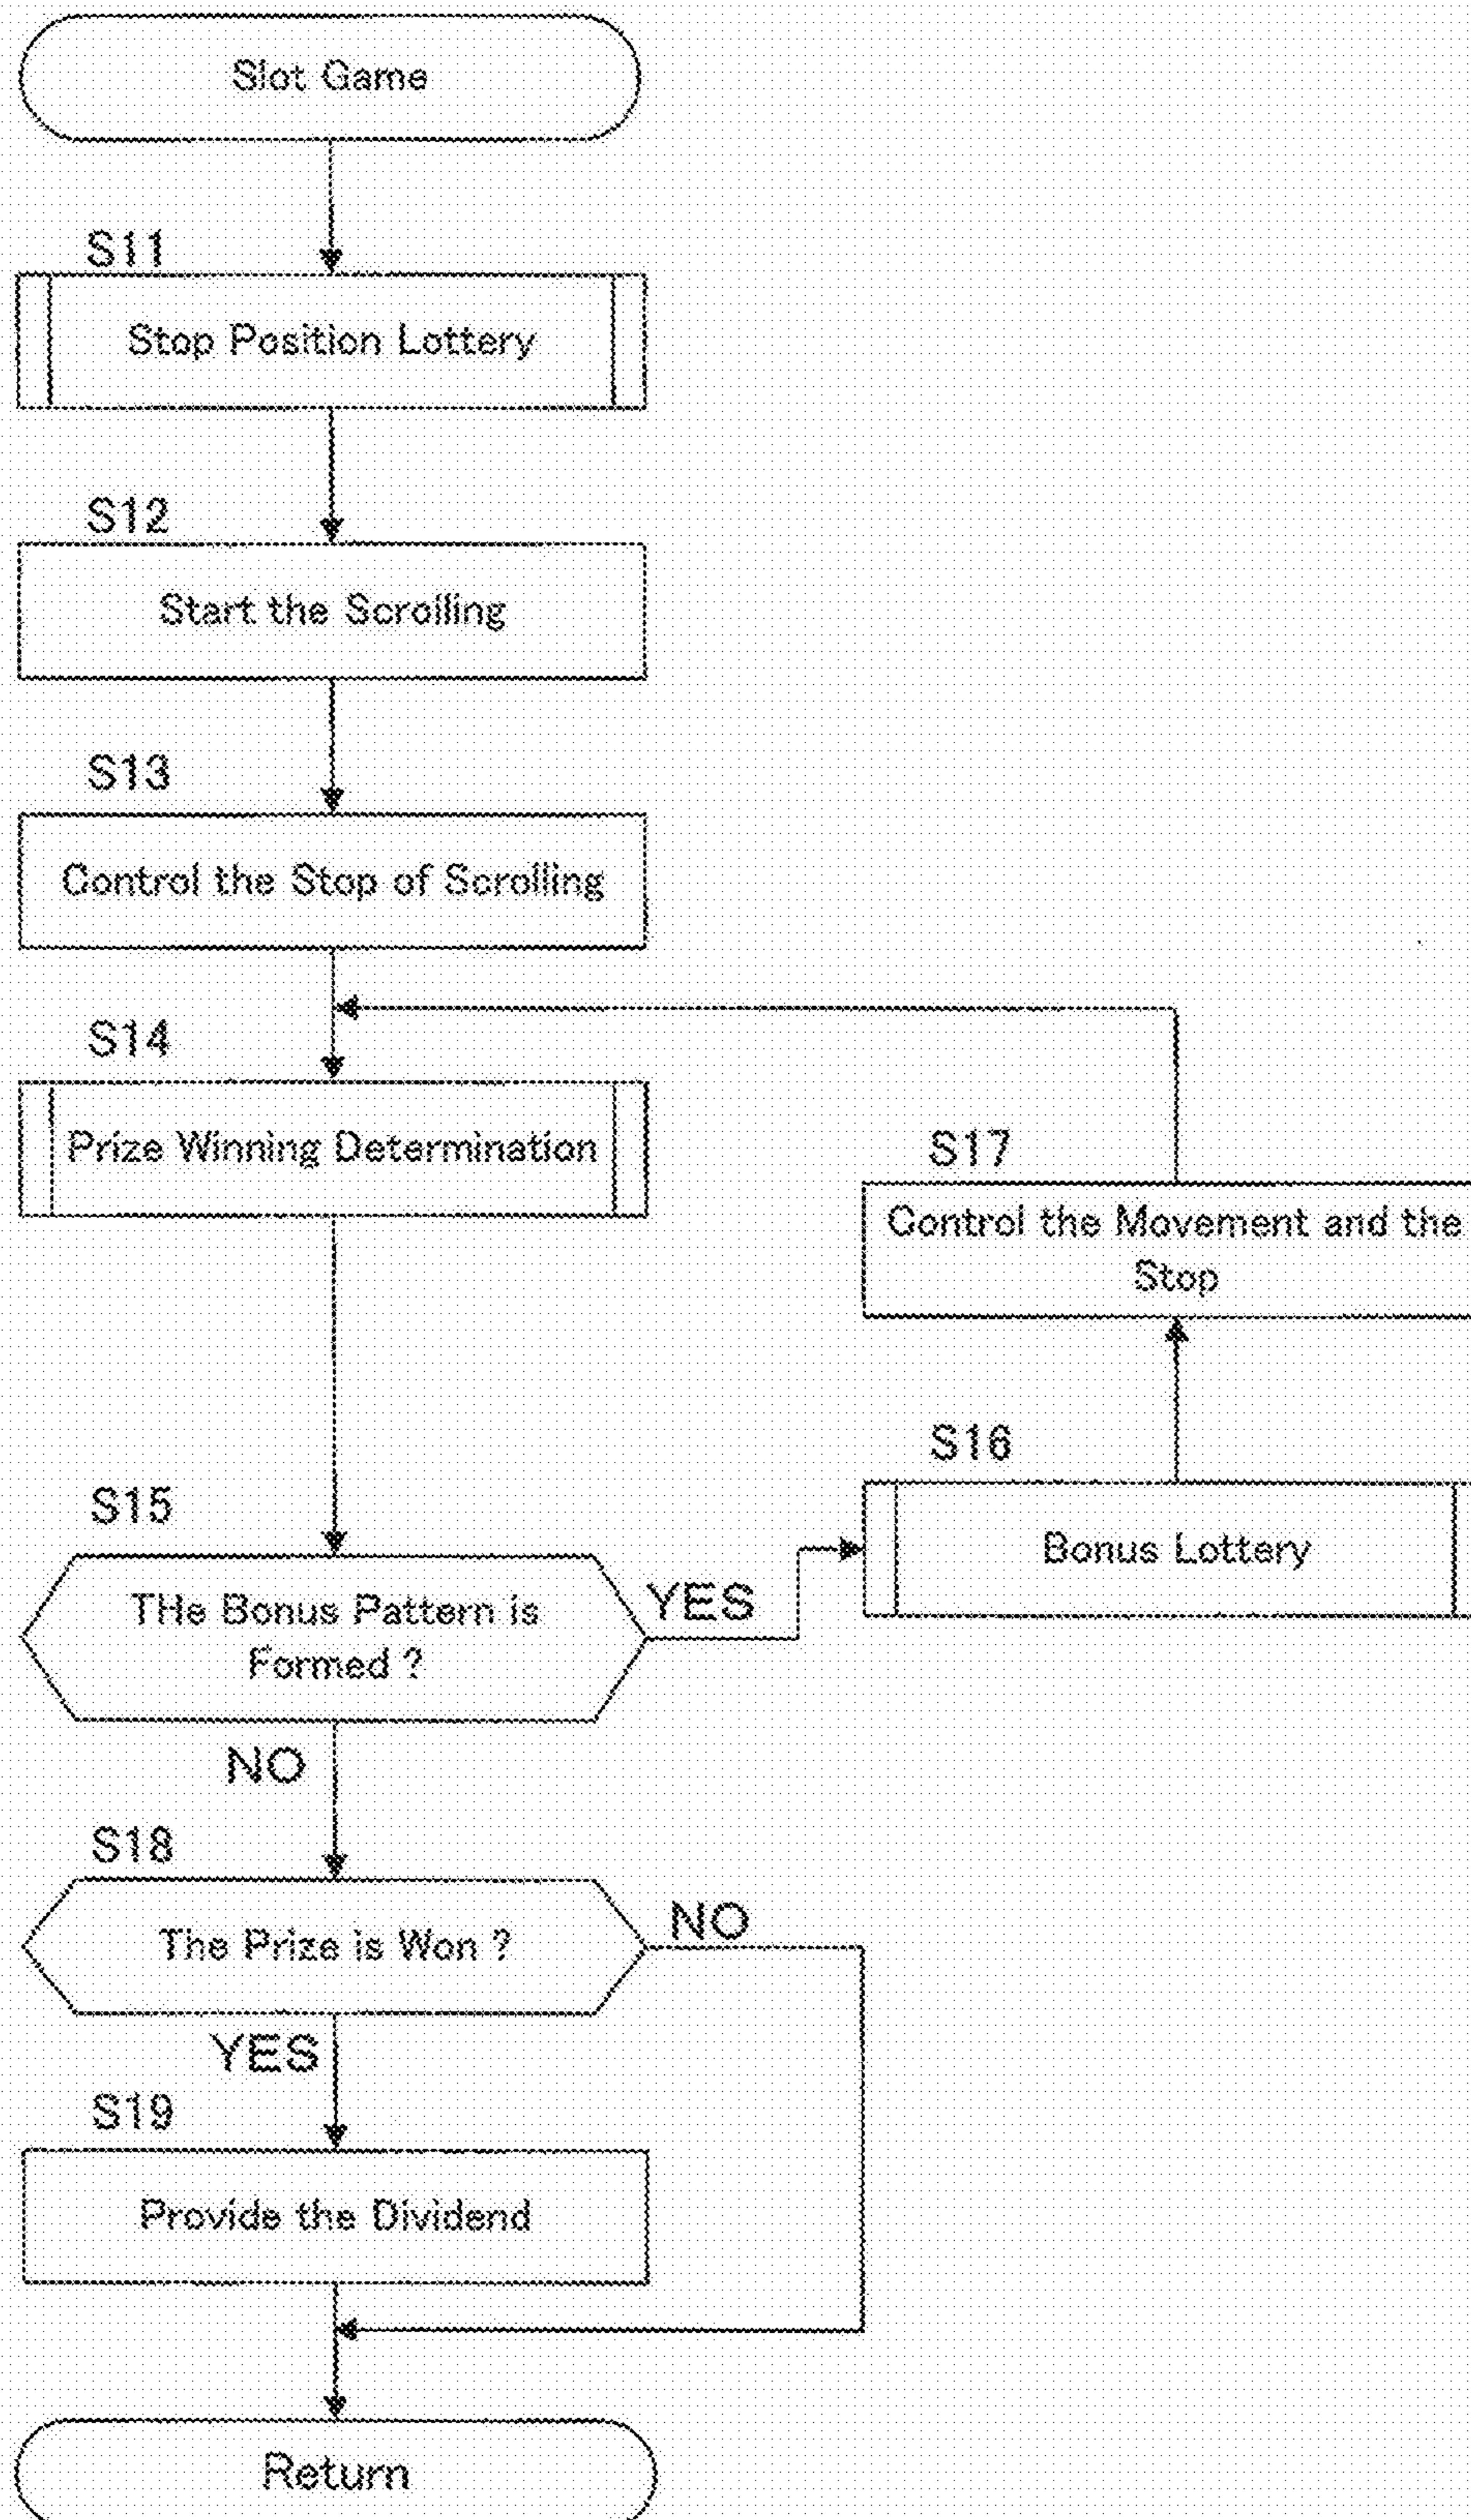 Slot Game
S11
Stop Position Lottery
S12
Start the Scrolling
S13
Control the Stop of Scrolling
S14
Prize Winning Determination
S17
Control the Movement and the
Stop
S16
Bonus Lottery
S15
THe Bonus Pattern is
Formed ?
YES
NO
S18
The Prize is Won ?
NO
YES
S19
Provide the Dividend
Return